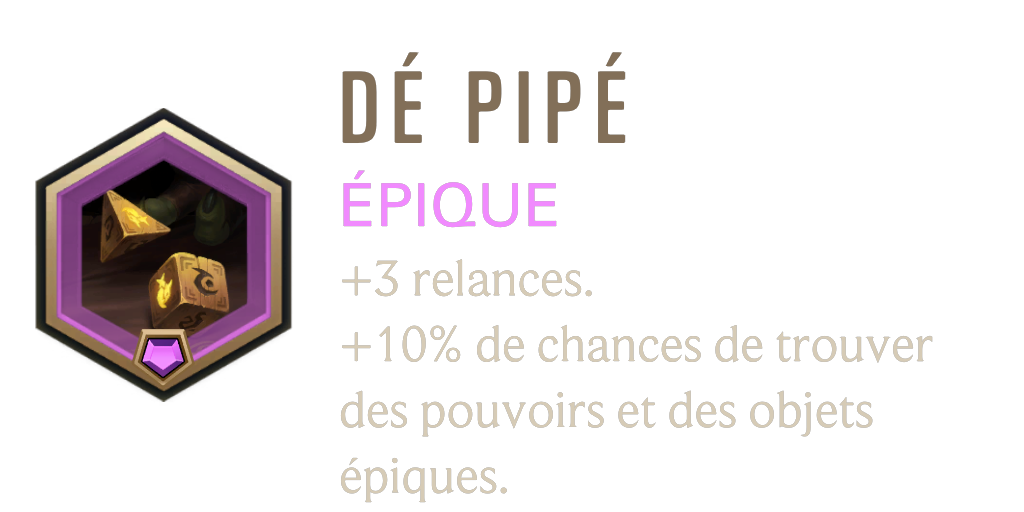 DÉ PIPÉ
ÉPIQUE
+3 relances.
+10% de chances de trouver
des pouvoirs et des objets
épiques.